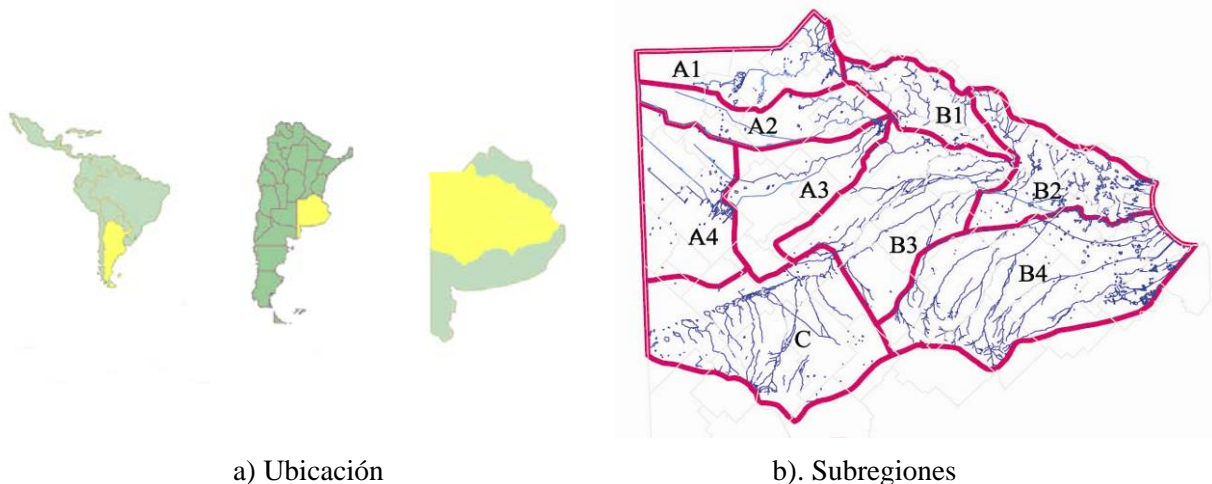 A1
A2
A3
A4
B1
B2
B3
B4
C
a) Ubicación
b). Subregiones